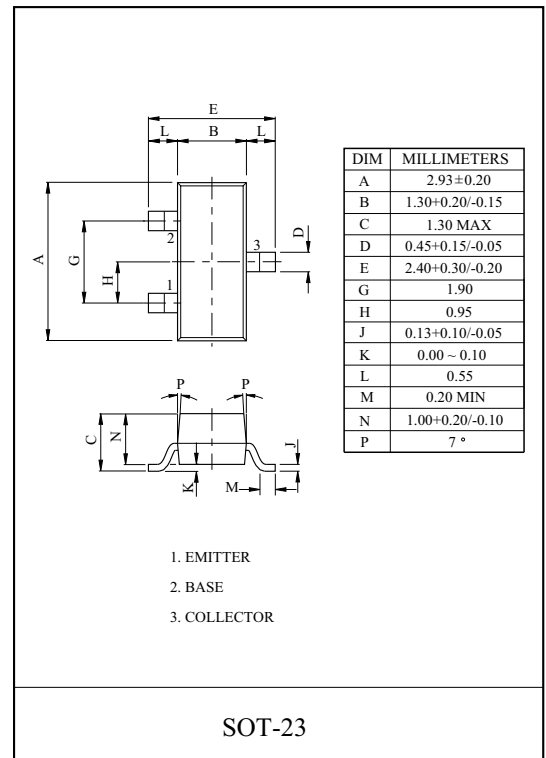 E
L B L
A
G
H
D
2
3
1
DIM MILLIMETERS
A 2.93±0.20
B 1.30+0.20/-0.15
C 1.30 MAX
D 0.45+0.15/-0.05
E 2.40+0.30/-0.20
G 1.90
H 0.95
J 0.13+0.10/-0.05
K 0.00 ~ 0.10
L 0.55
M 0.20 MIN
N 1.00+0.20/-0.10
P 7 °
P P
C
N
K
M
J
1. EMITTER
2. BASE
3. COLLECTOR
SOT-23